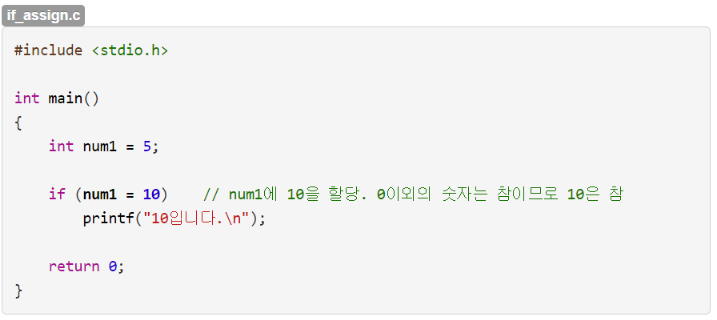 if_assign.c
#include <stdio.h>
int main()
{
int num1 = 5;
if (num1 = 10)    // num1에 10을 할당. 0이외의 숫자는 참이므로 10은 참
printf("10입니다.\n");
return 0;
}